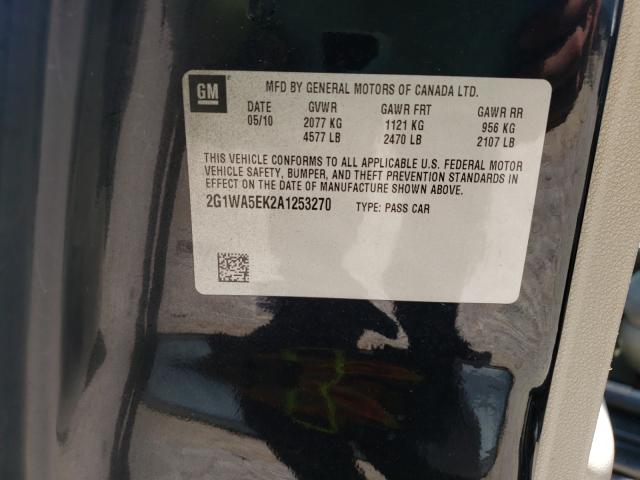 GM
MFD BY GENERAL MOTORS OF CANADA LTD.
DATE GVWR GAWR FRT GAWR RR
05/10 2077 KG 1121 KG 956 KG
4577 LB 2470 LB 2107 LB
THIS VEHICLE CONFORMS TO ALL APPLICABLE U.S. FEDERAL MOTOR
VEHICLE SAFETY, BUMPER, AND THEFT PREVENTION STANDARDS IN
EFFECT ON THE DATE OF MANUFACTURE SHOWN ABOVE.
2G1WA5EK2A1253270 TYPE: PASS CAR